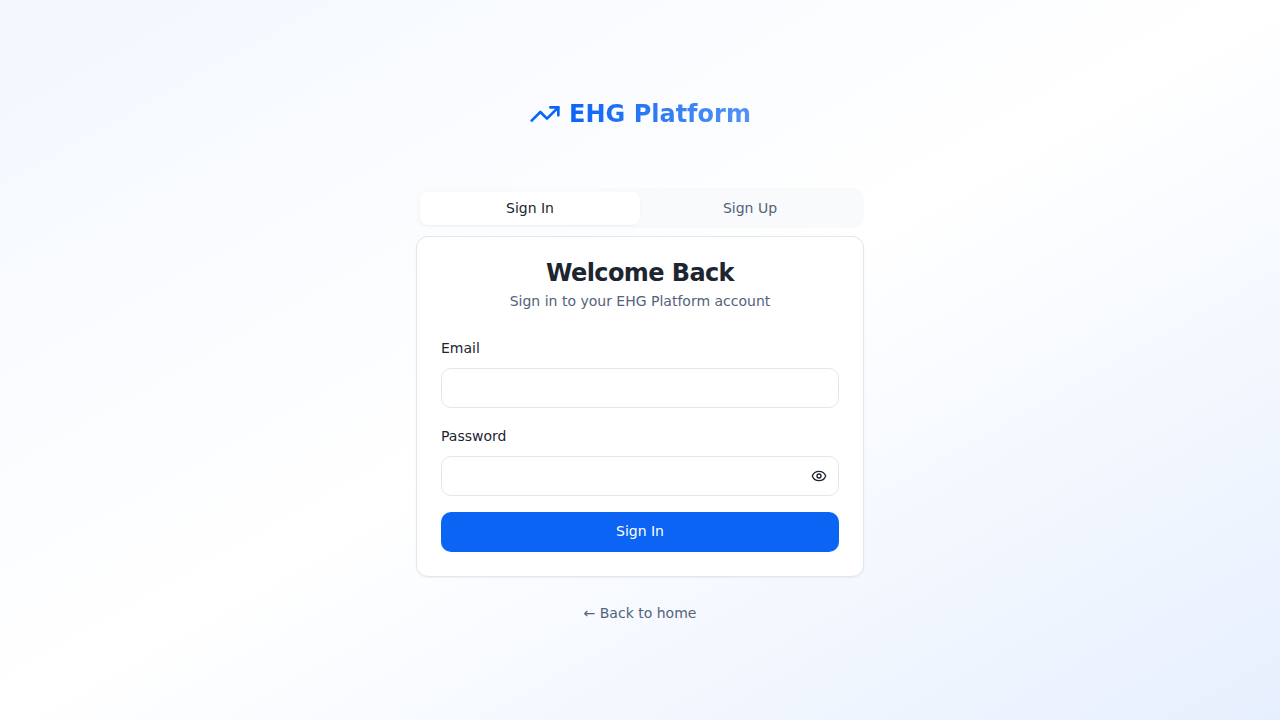 EHG Platform
Sign In
Sign Up
Welcome Back
Sign in to your EHG Platform account
Email
Password
Sign In
← Back to home